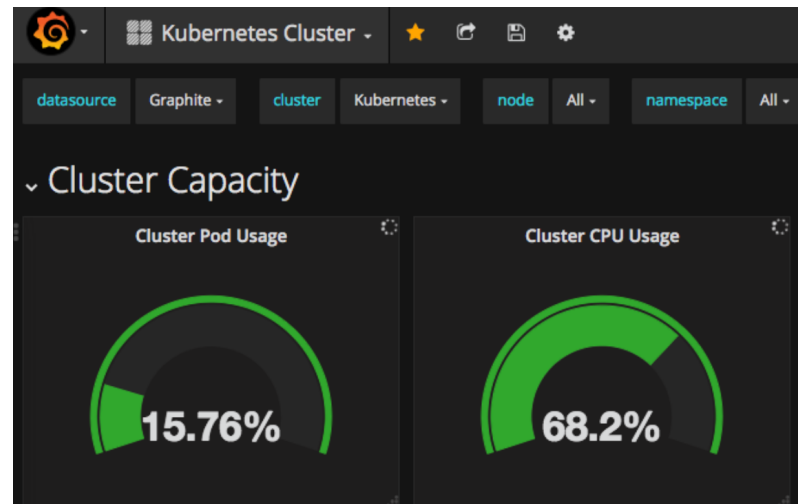 Kubernetes Cluster
datasource Graphite cluster Kubernetes node All namespace All
Cluster Capacity
Cluster Pod Usage Cluster CPU Usage
15.76% 68.2%